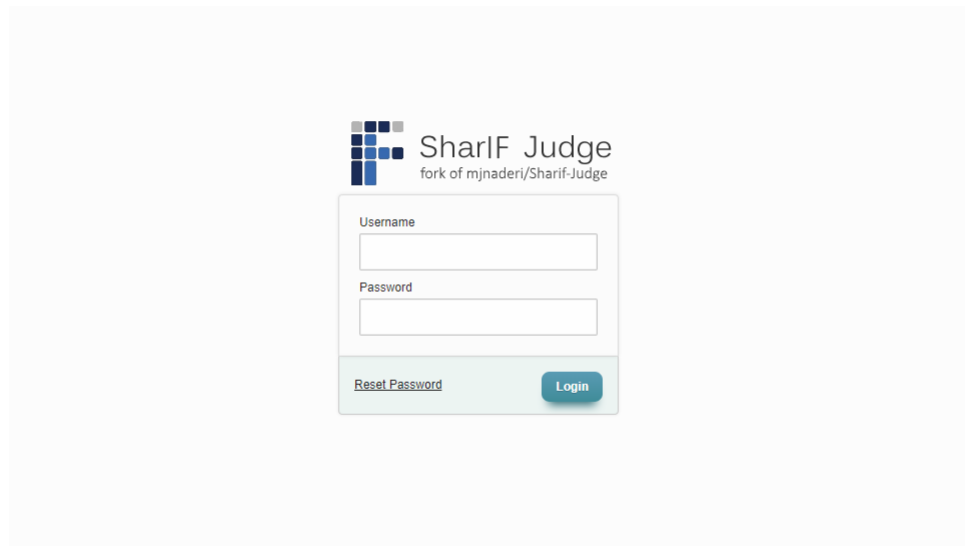 SharIF Judge
fork of mjnaderi/Sharif-Judge
Username
Password
Reset Password
Login